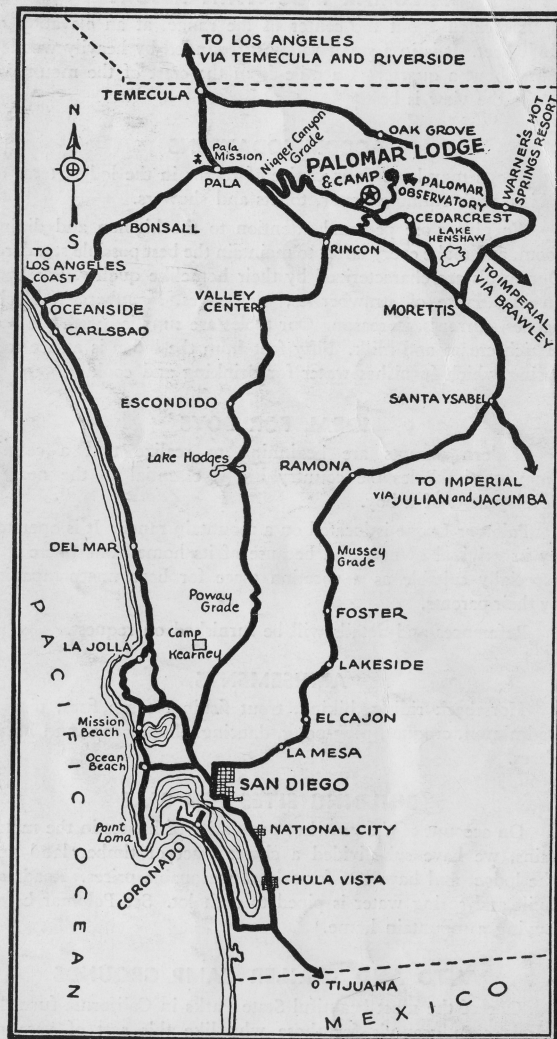 TO LOS ANGELES
VIA TEMECULA AND RIVERSIDE
TEMECULA
N
S
Pala
Mission
PALA
Nigger Canyon
Grade
OAK GROVE
PALOMAR LODGE
& CAMP
PALOMAR
OBSERVATORY
WARNER'S HOT
SPRINGS RESORT
CEDARCREST
LAKE
HENSHAW
BONSALL
RINCON
TO
LOS ANGELES
COAST
OCEANSIDE
CARLSBAD
VALLEY
CENTER
MORETTIS
TO IMPERIAL
VIA BRAWLEY
ESCONDIDO
SANTA YSABEL
Lake Hodges
RAMONA
TO IMPERIAL
VIA JULIAN and JACUMBA
DEL MAR
Mussey
Grade
Poway
Grade
FOSTER
Camp
Kearney
LA JOLLA
LAKESIDE
Mission
Beach
EL CAJON
Ocean
Beach
LA MESA
SAN DIEGO
Point
Loma
NATIONAL CITY
CORONADO
CHULA VISTA
PACIFIC OCEAN
TIJUANA
MEXICO